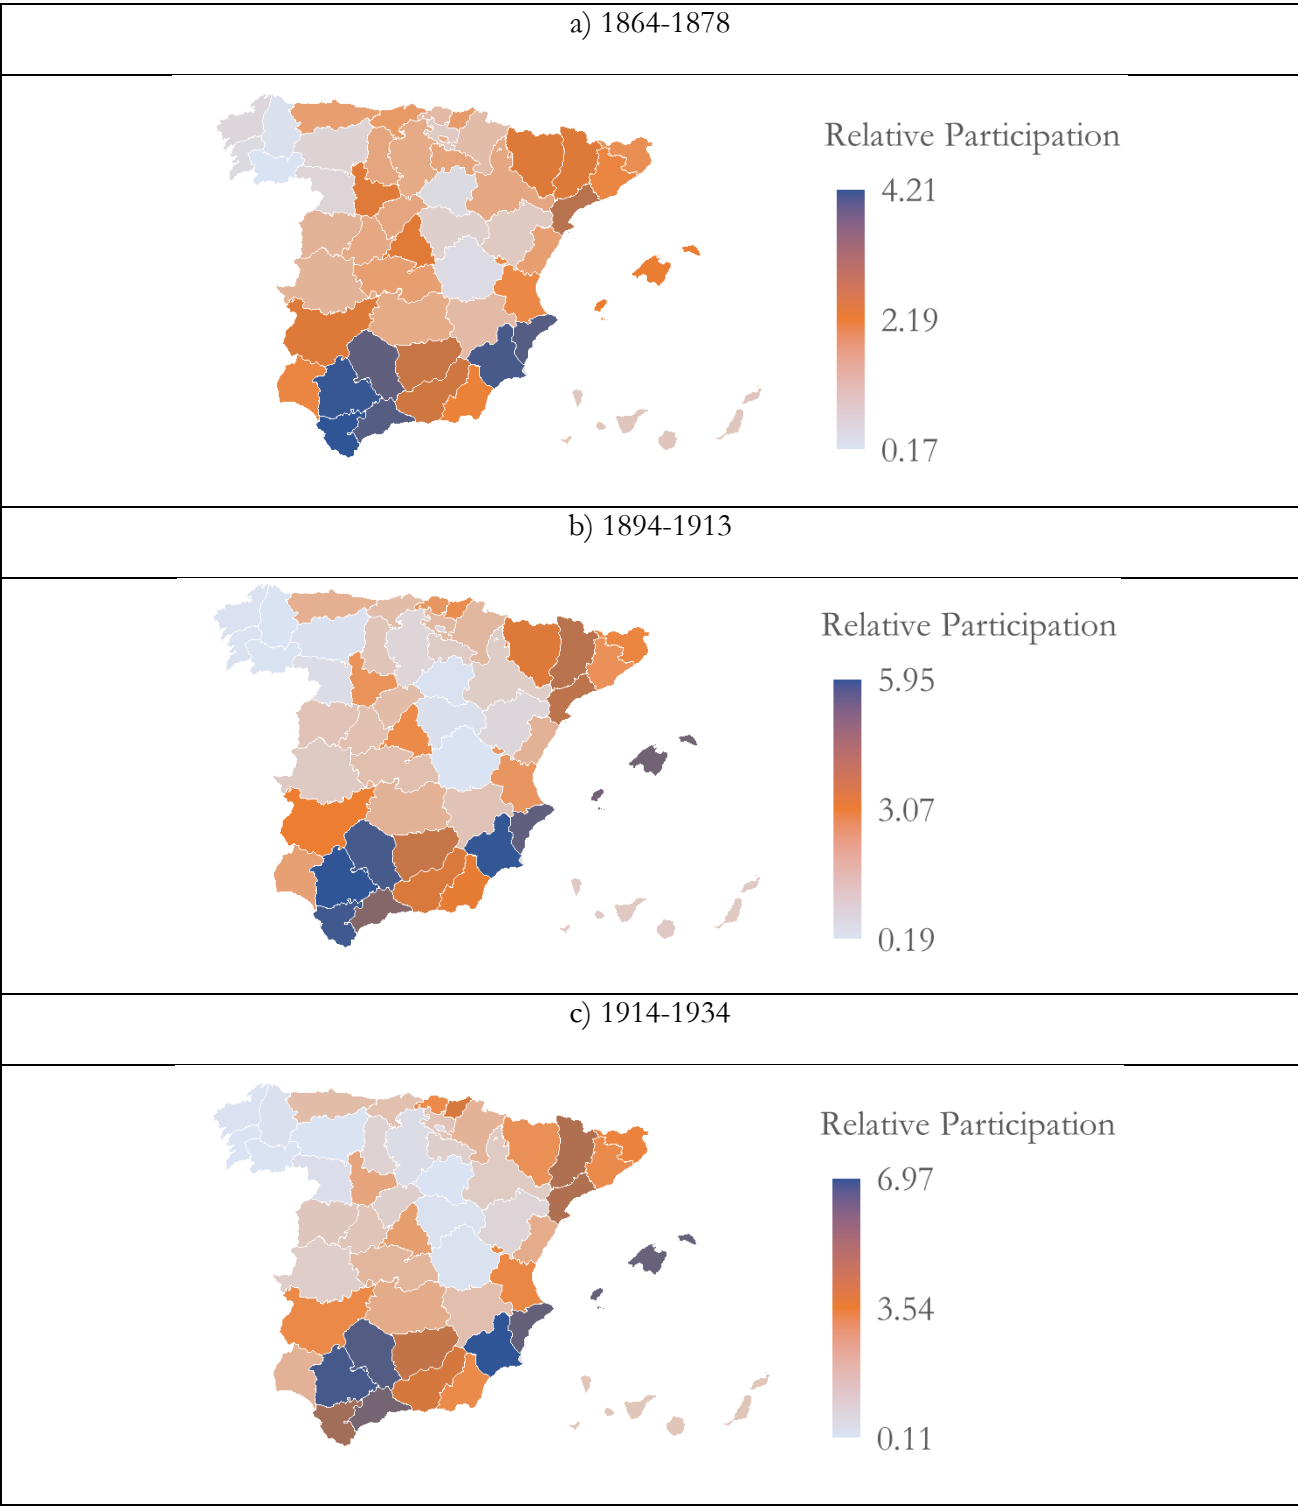 a) 1864-1878
Relative Participation
4.21
2.19
0.17
b) 1894-1913
Relative Participation
5.95
3.07
0.19
c) 1914-1934
Relative Participation
6.97
3.54
0.11